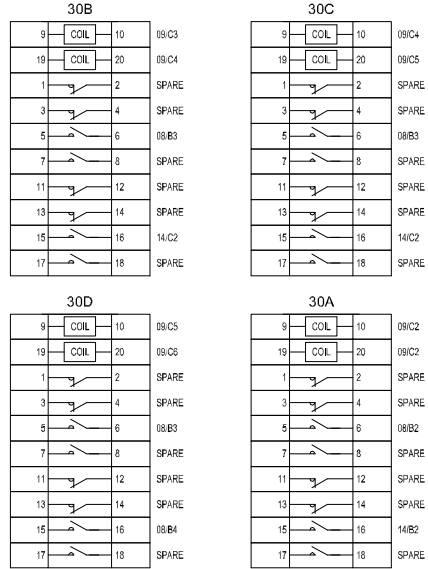 30B
9 COIL 10 09/C3
19 COIL 20 09/C4
1 2 SPARE
3 4 SPARE
5 6 08/B3
7 8 SPARE
11 12 SPARE
13 14 SPARE
15 16 14/C2
17 18 SPARE
30C
9 COIL 10 09/C4
19 COIL 20 09/C5
1 2 SPARE
3 4 SPARE
5 6 08/B3
7 8 SPARE
11 12 SPARE
13 14 SPARE
15 16 14/C2
17 18 SPARE
30D
9 COIL 10 09/C5
19 COIL 20 09/C6
1 2 SPARE
3 4 SPARE
5 6 08/B3
7 8 SPARE
11 12 SPARE
13 14 SPARE
15 16 08/B4
17 18 SPARE
30A
9 COIL 10 09/C2
19 COIL 20 09/C2
1 2 SPARE
3 4 SPARE
5 6 08/B2
7 8 SPARE
11 12 SPARE
13 14 SPARE
15 16 14/B2
17 18 SPARE